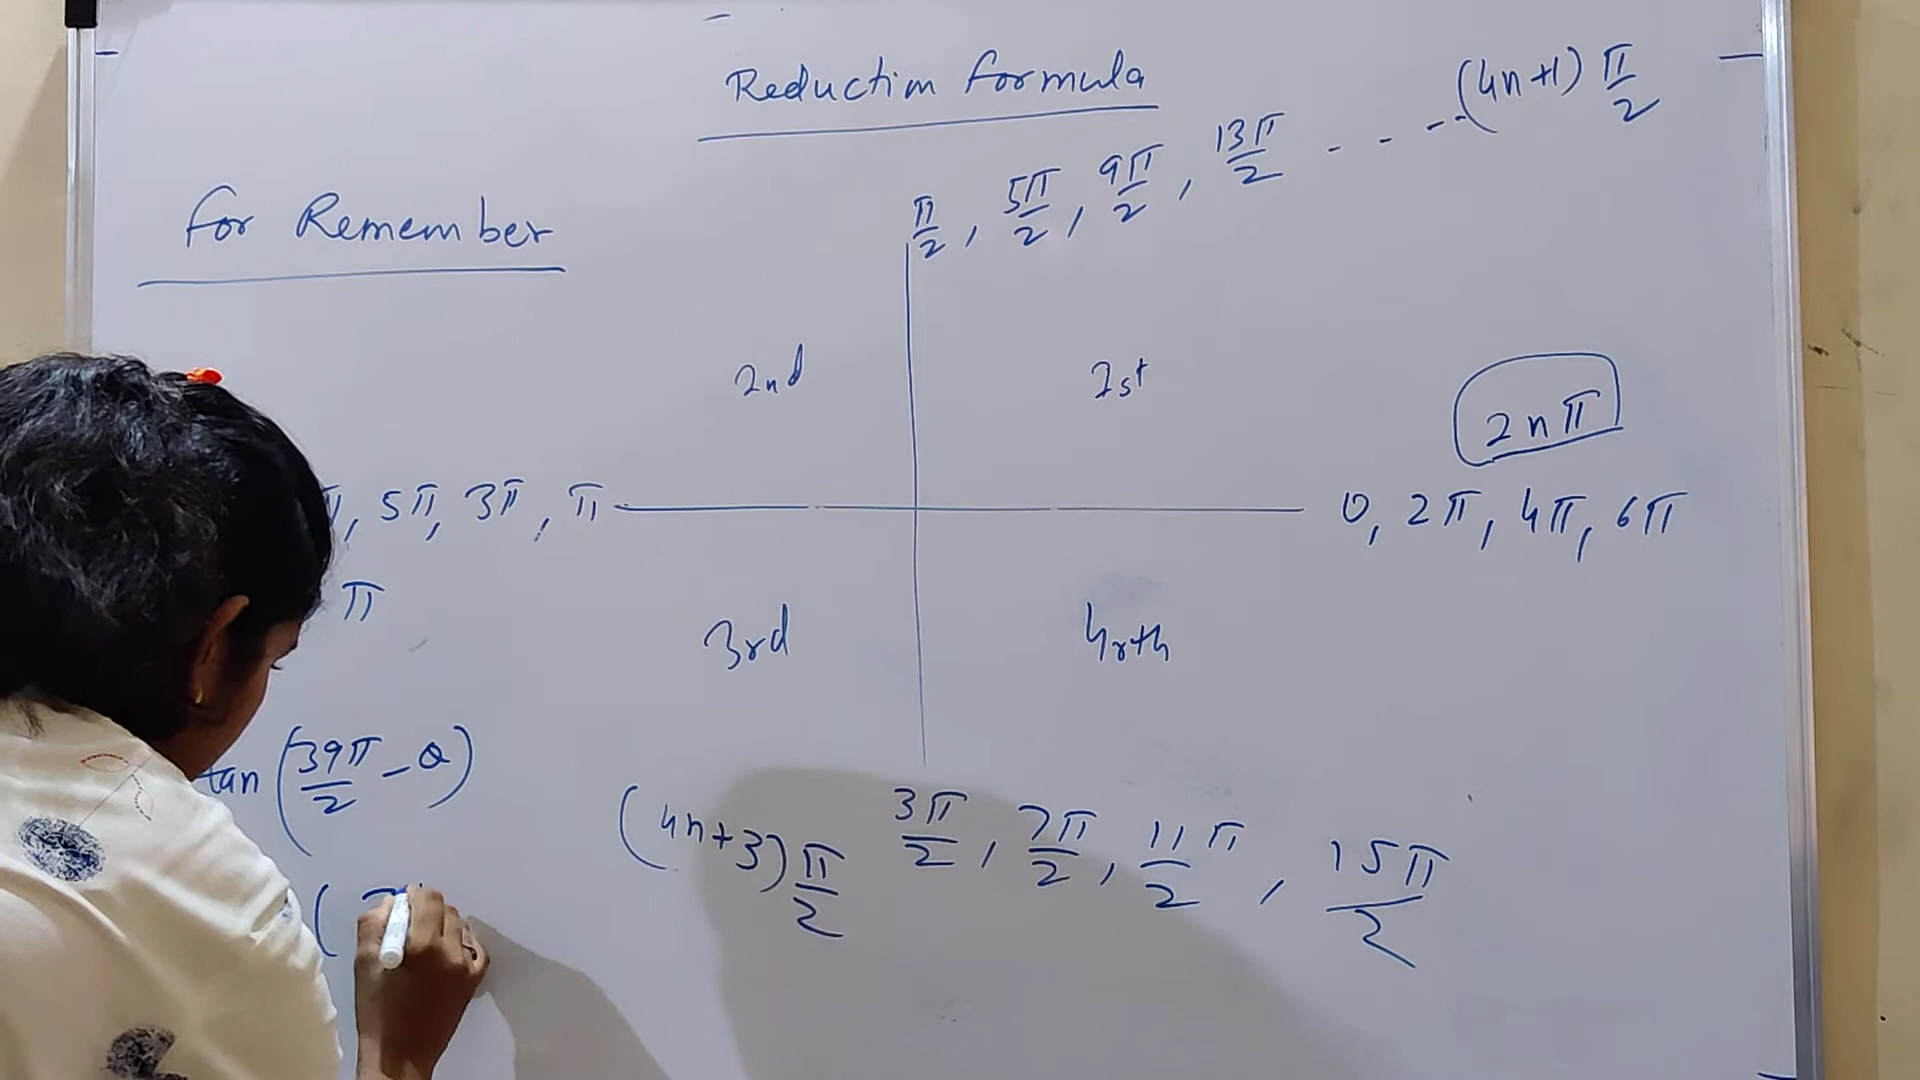 Reduction formula
(4n+1) π/2
π/2, 5π/2, 9π/2, 13π/2 - - - -
for Remember
2nd
1st
2nπ
5π, 3π, π
0, 2π, 4π, 6π
π
3rd
4rth
tan (39π/2 - θ)
(4n+3) π/2
3π/2, 7π/2, 11π/2, 15π/2
(